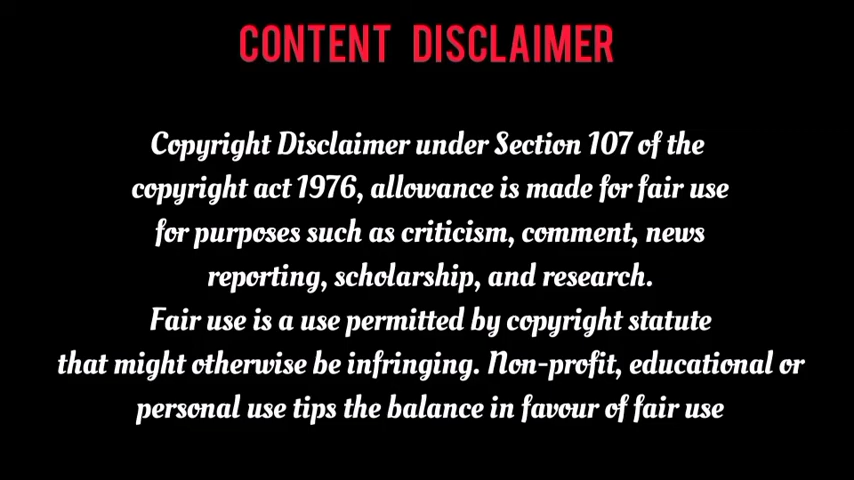 CONTENT DISCLAIMER
Copyright Disclaimer under Section 107 of the
copyright act 1976, allowance is made for fair use
for purposes such as criticism, comment, news
reporting, scholarship, and research.
Fair use is a use permitted by copyright statute
that might otherwise be infringing. Non-profit, educational or
personal use tips the balance in favour of fair use